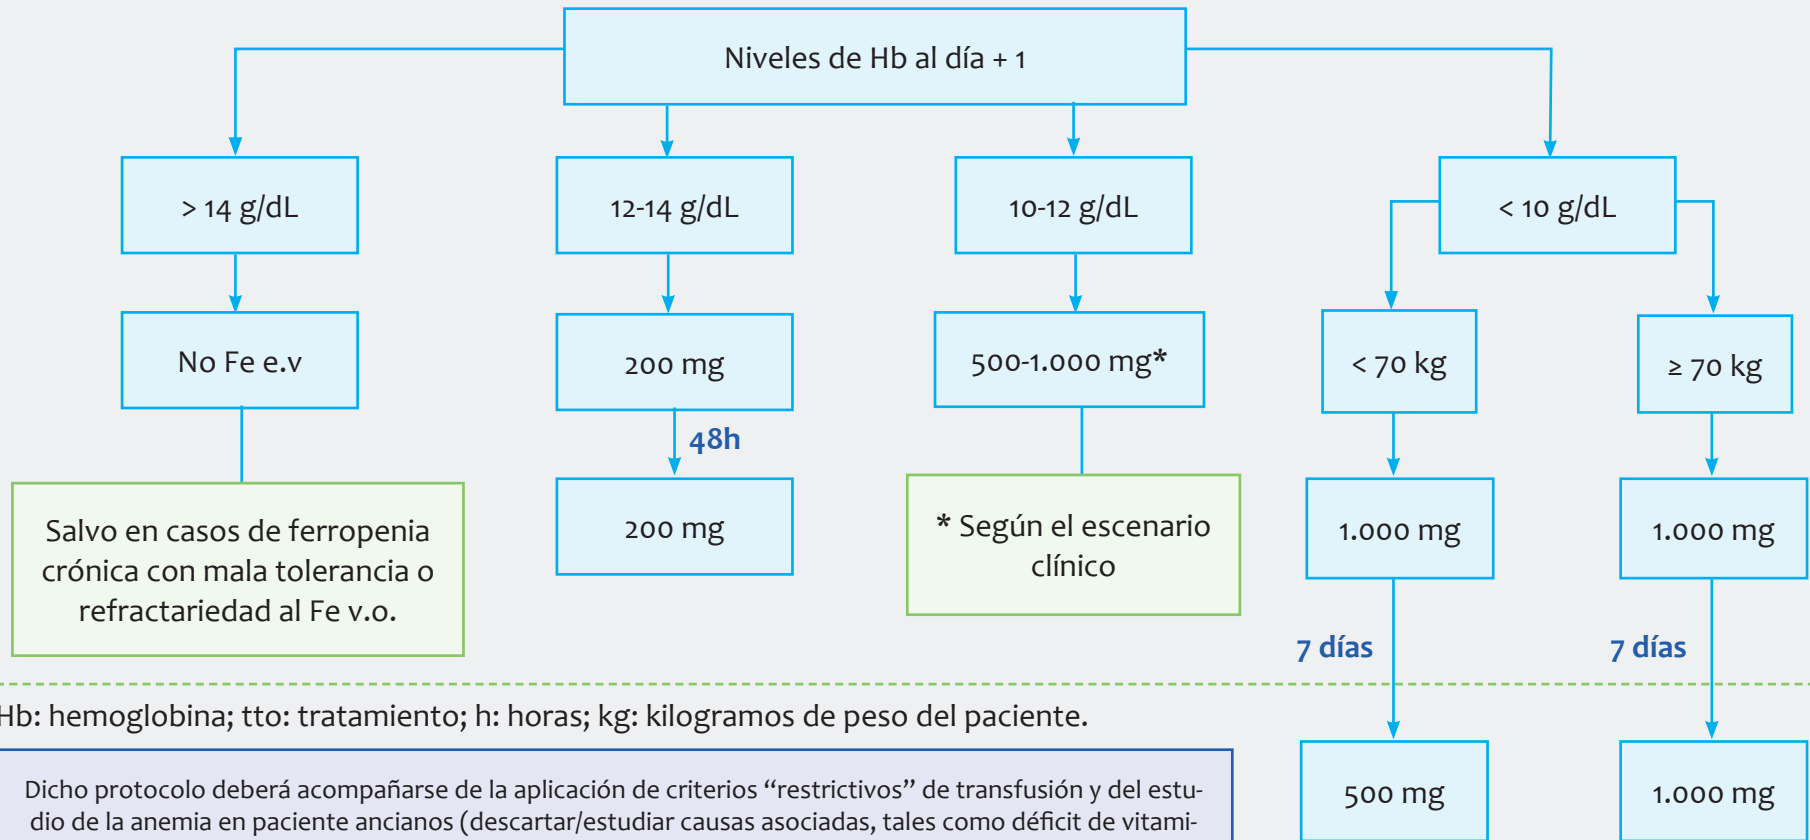 Niveles de Hb al día + 1
> 14 g/dL
12-14 g/dL
10-12 g/dL
< 10 g/dL
No Fe e.v
200 mg
500-1.000 mg*
< 70 kg
≥ 70 kg
48h
Salvo en casos de ferropenia
crónica con mala tolerancia o
refractariedad al Fe v.o.
200 mg
* Según el escenario
clínico
1.000 mg
1.000 mg
7 días
7 días
Hb: hemoglobina; tto: tratamiento; h: horas; kg: kilogramos de peso del paciente.
500 mg
1.000 mg
Dicho protocolo deberá acompañarse de la aplicación de criterios “restrictivos” de transfusión y del estu-
dio de la anemia en paciente ancianos (descartar/estudiar causas asociadas, tales como déficit de vitami-